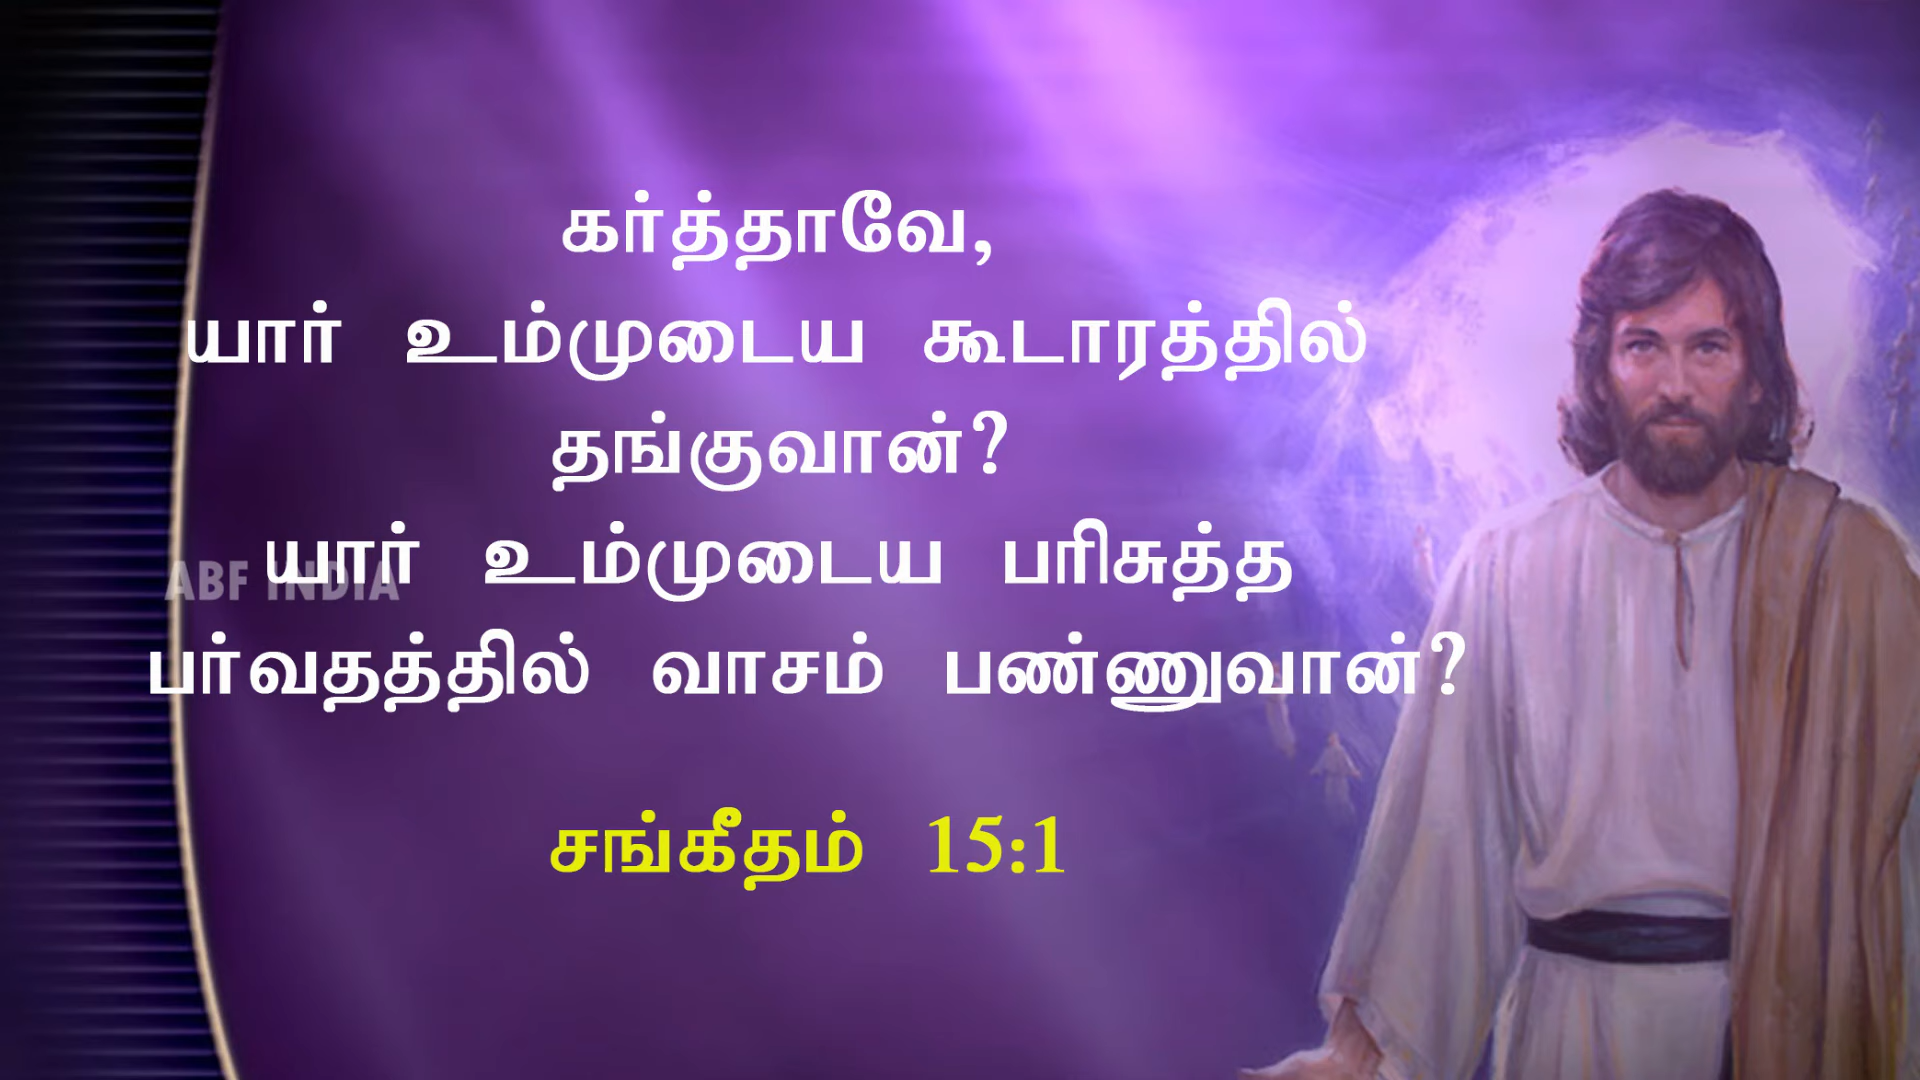 கர்த்தாவே,
யார் உம்முடைய கூடாரத்தில்
தங்குவான்?
யார் உம்முடைய பரிசுத்த
ABF INDIA
பர்வதத்தில் வாசம் பண்ணுவான்?
சங்கீதம் 15:1